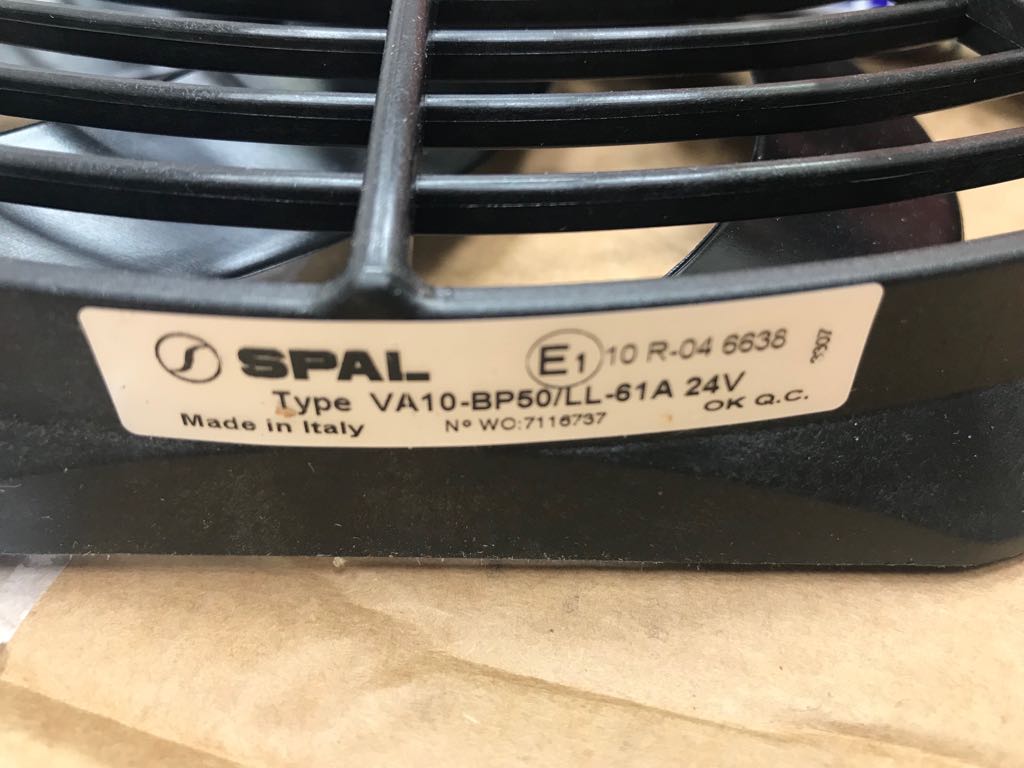 SPAL E1 10 R-04 6638
Type VA10-BP50/LL-61A 24V
Made in Italy Nº WO:7116737 OK Q.C.